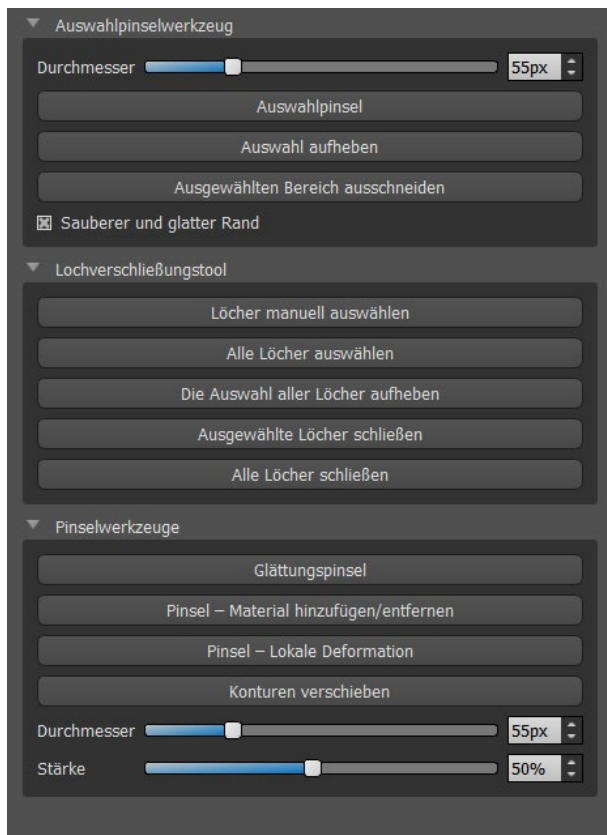 Auswahlpinselwerkzeug
Durchmesser 55px
Auswahlpinsel
Auswahl aufheben
Ausgewählten Bereich ausschneiden
Sauberer und glatter Rand
Lochverschließungstool
Löcher manuell auswählen
Alle Löcher auswählen
Die Auswahl aller Löcher aufheben
Ausgewählte Löcher schließen
Alle Löcher schließen
Pinselwerkzeuge
Glättungspinsel
Pinsel – Material hinzufügen/entfernen
Pinsel – Lokale Deformation
Konturen verschieben
Durchmesser 55px
Stärke 50%